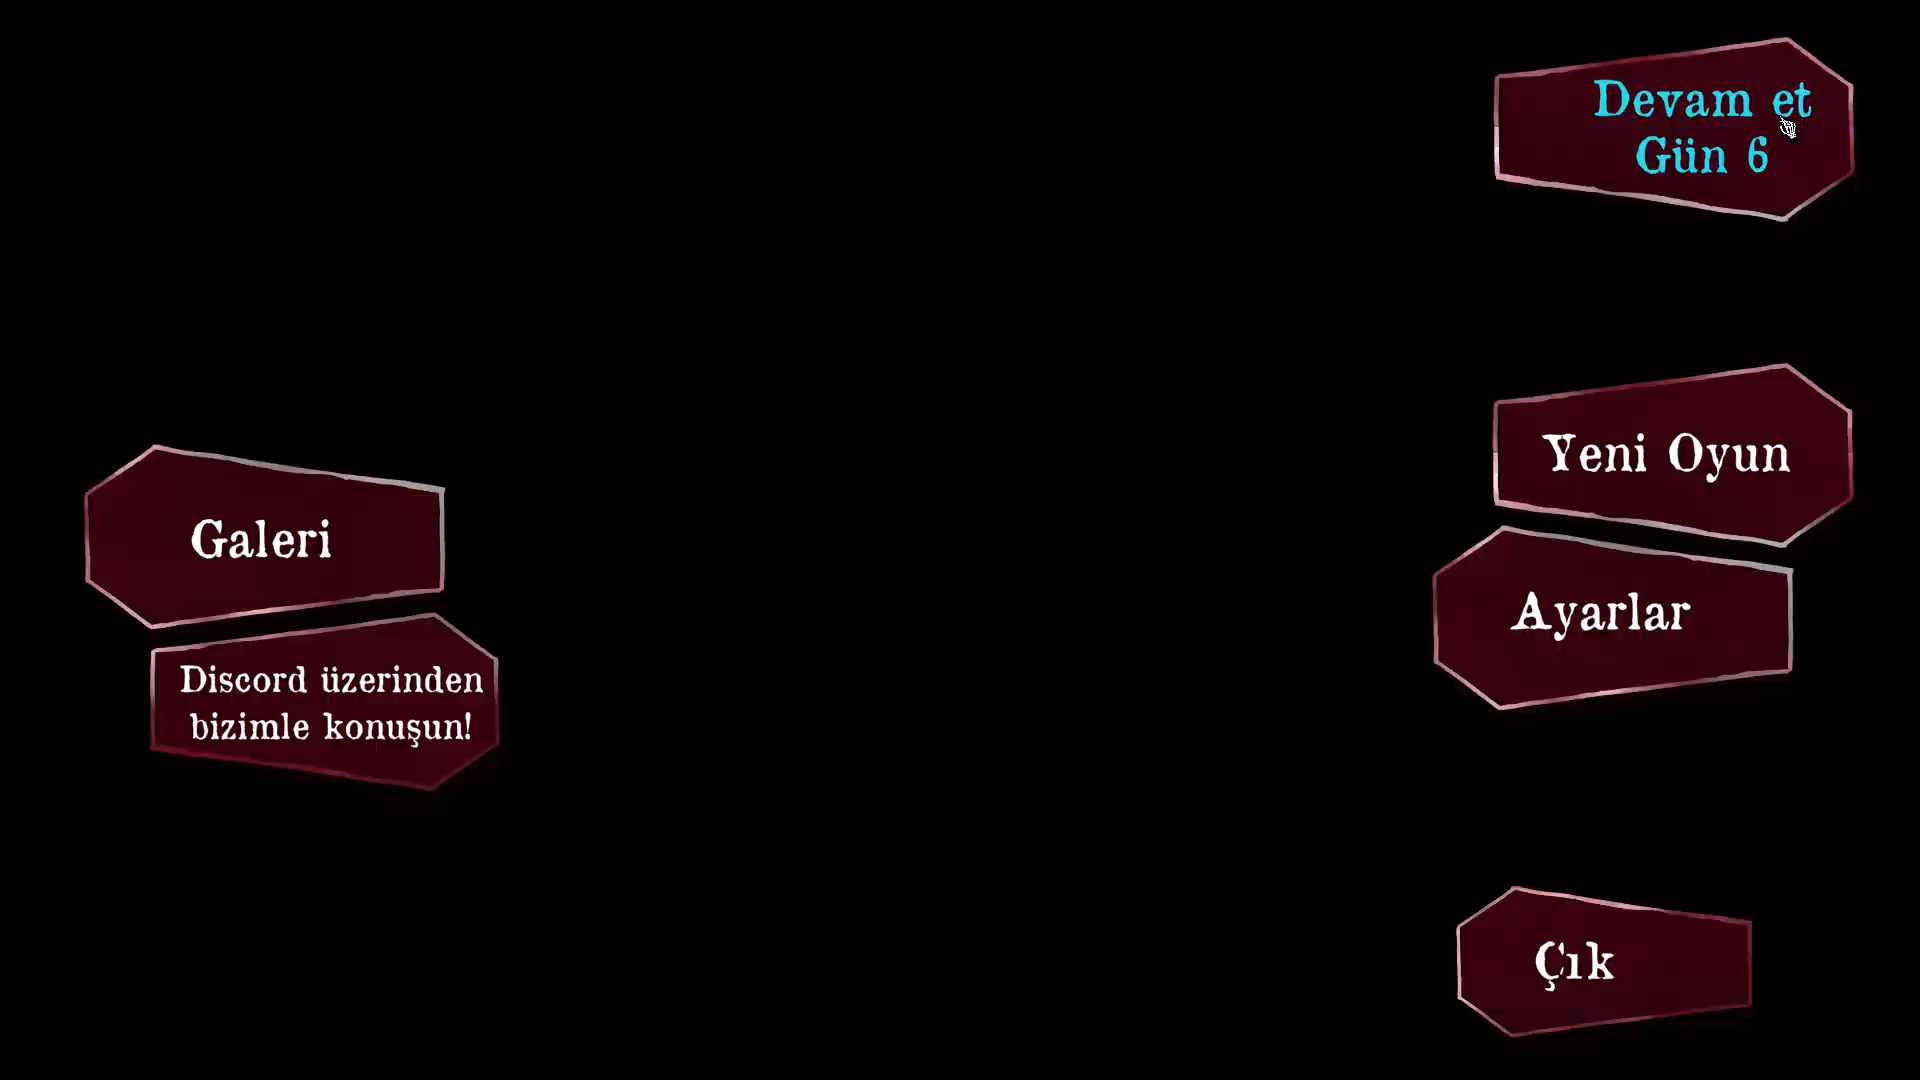 Devam et
Gün 6
Yeni Oyun
Galeri
Ayarlar
Discord üzerinden
bizimle konuşun!
Çık